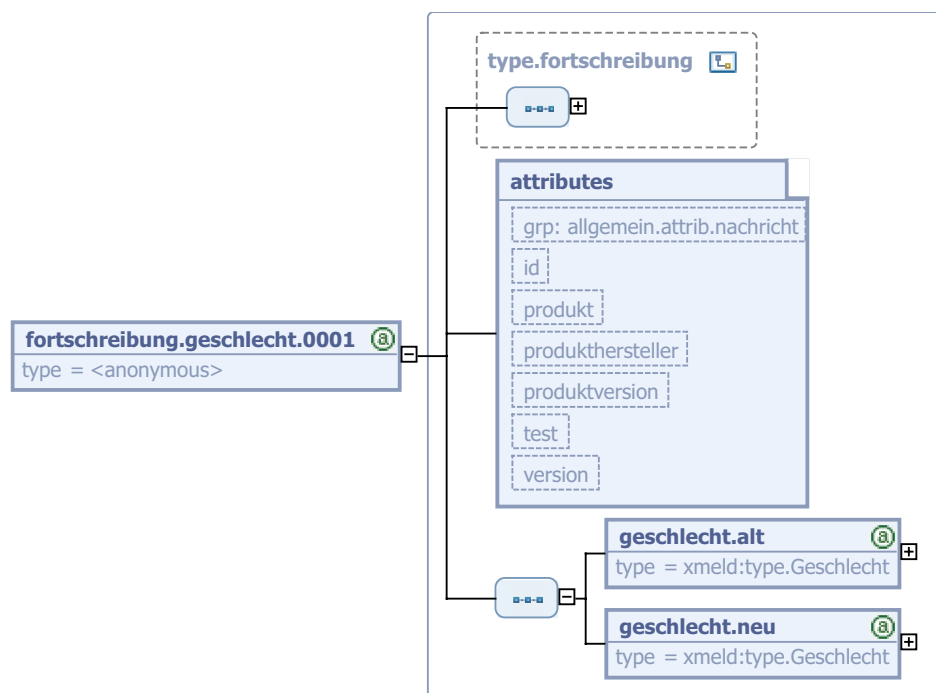 type.fortschreibung
attributes
grp: allgemein.attrib.nachricht
id
produkt
produkthersteller
produktversion
test
version
fortschreibung.geschlecht.0001 @
type = <anonymous>
geschlecht.alt @
type = xmeld:type.Geschlecht
geschlecht.neu @
type = xmeld:type.Geschlecht